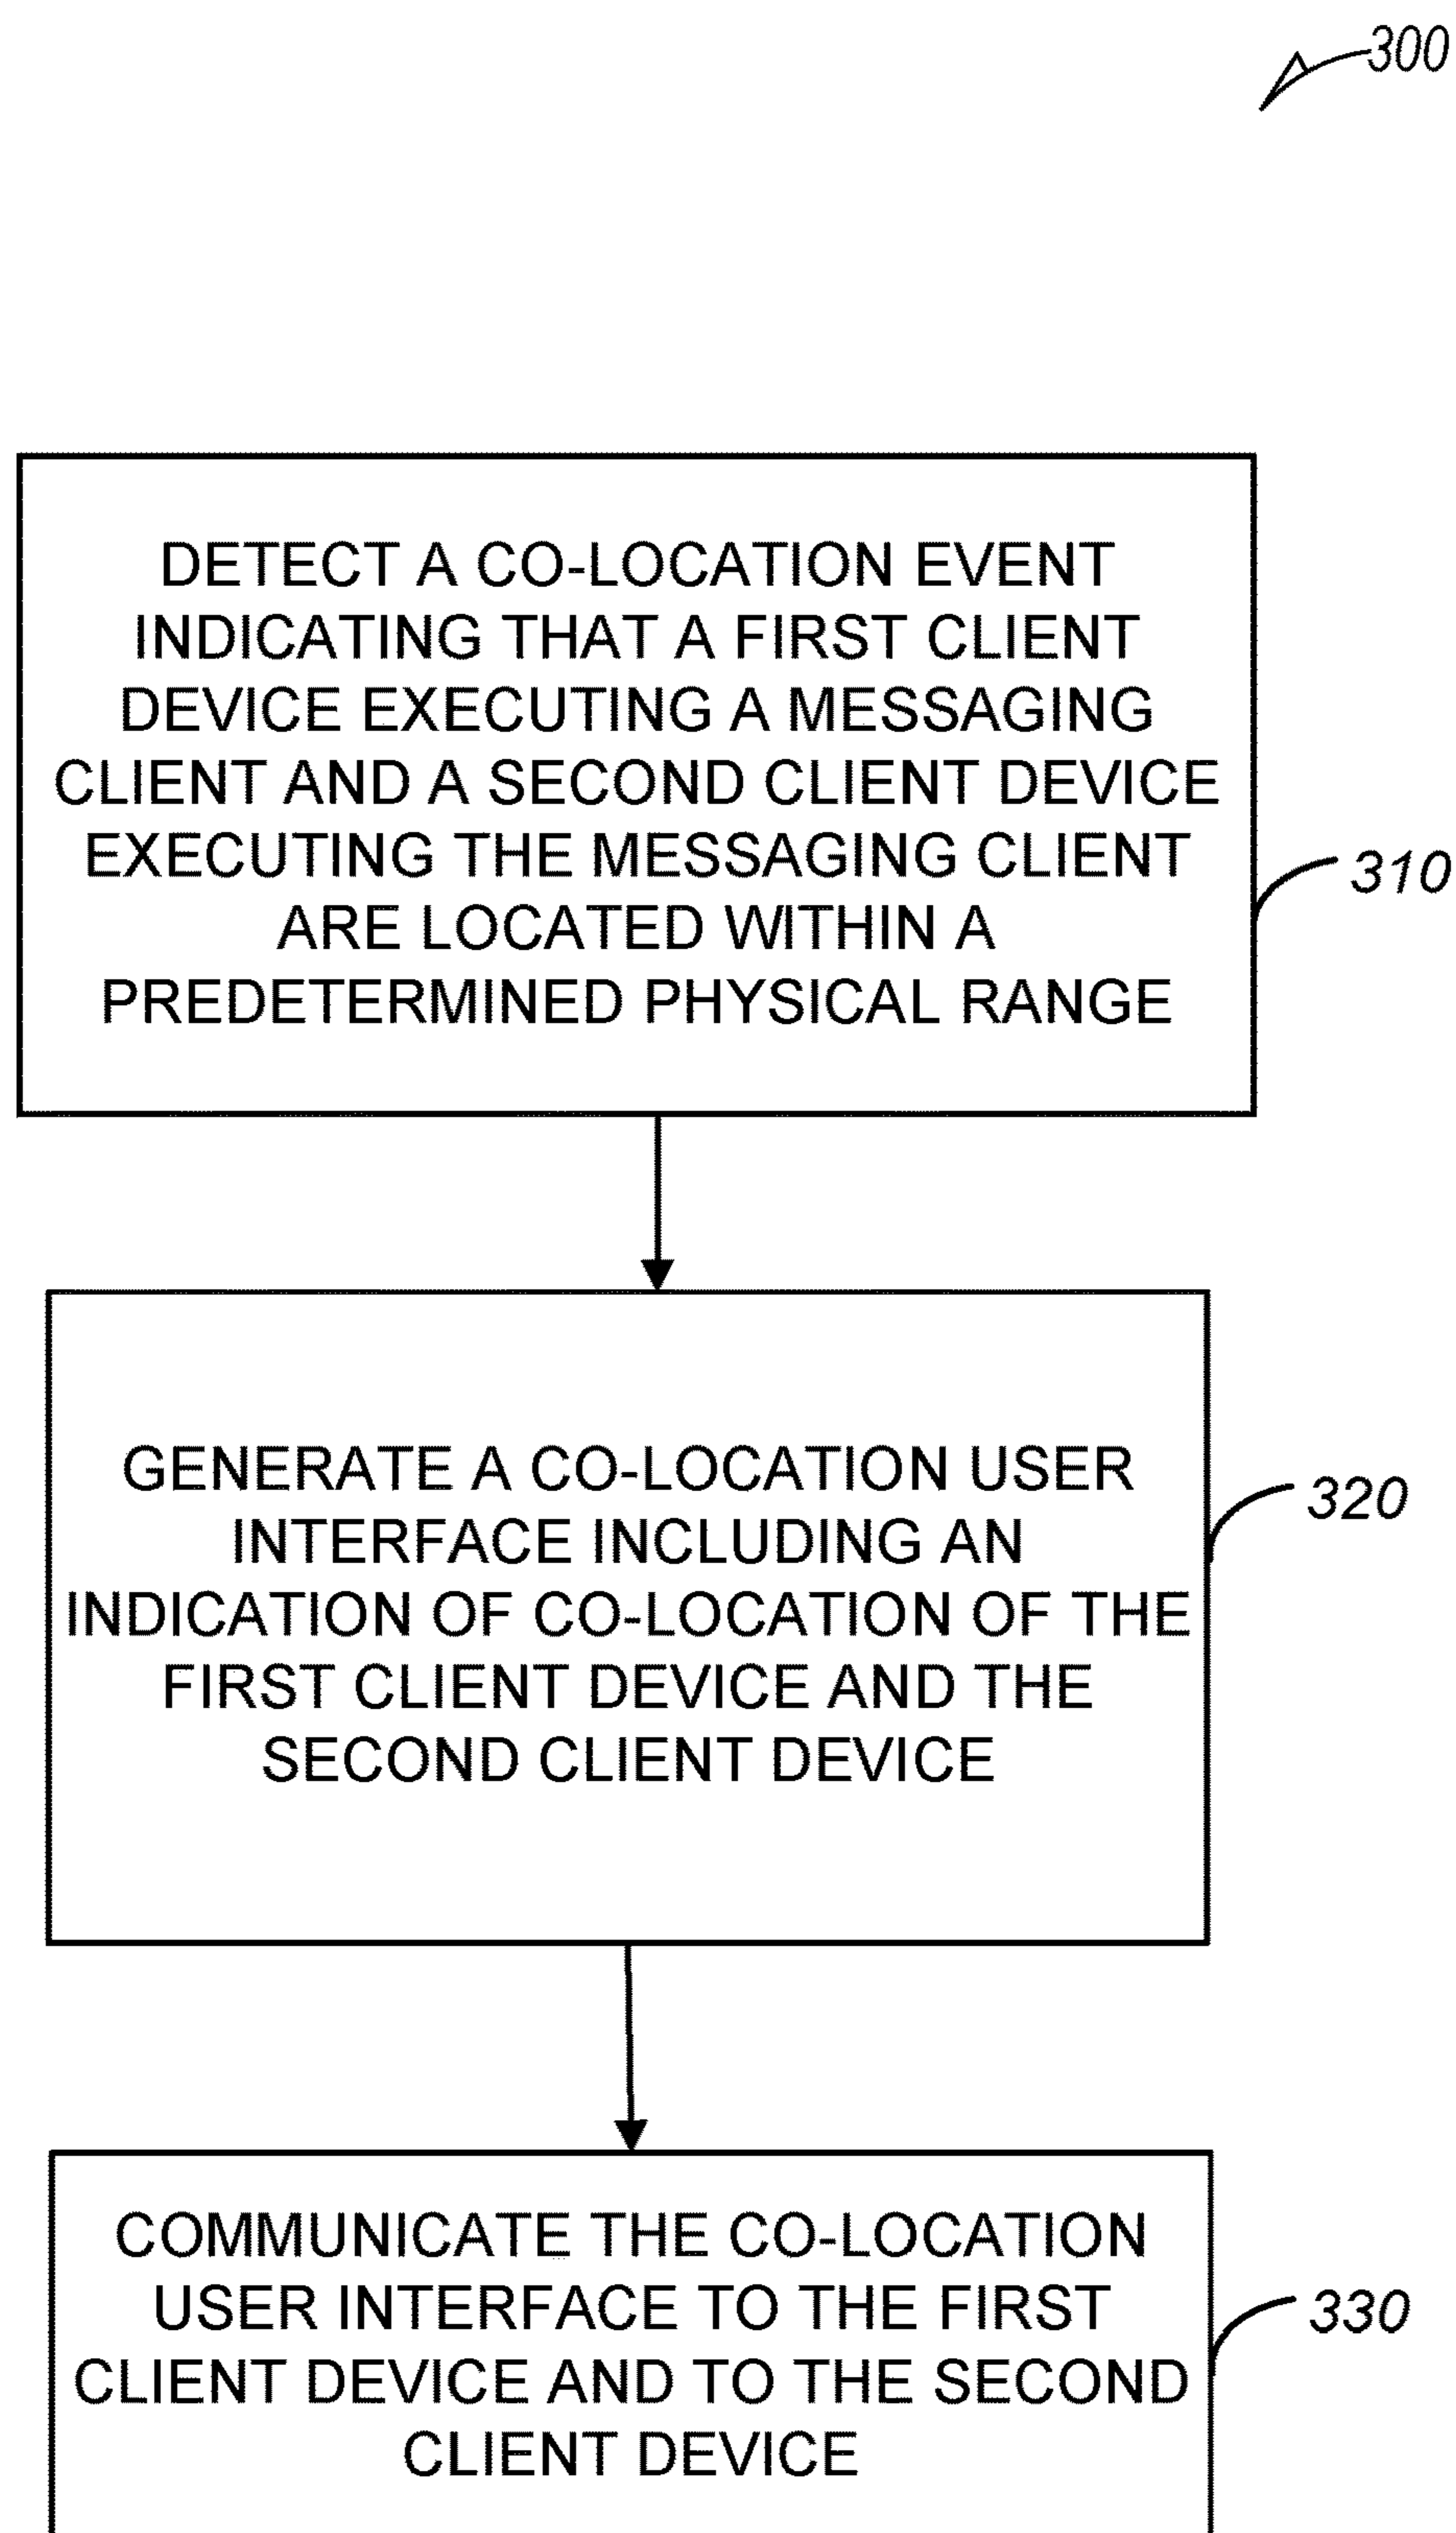 300
DETECT A CO-LOCATION EVENT
INDICATING THAT A FIRST CLIENT
DEVICE EXECUTING A MESSAGING
CLIENT AND A SECOND CLIENT DEVICE
EXECUTING THE MESSAGING CLIENT
ARE LOCATED WITHIN A
PREDETERMINED PHYSICAL RANGE
310
GENERATE A CO-LOCATION USER
INTERFACE INCLUDING AN
INDICATION OF CO-LOCATION OF THE
FIRST CLIENT DEVICE AND THE
SECOND CLIENT DEVICE
320
COMMUNICATE THE CO-LOCATION
USER INTERFACE TO THE FIRST
CLIENT DEVICE AND TO THE SECOND
CLIENT DEVICE
330